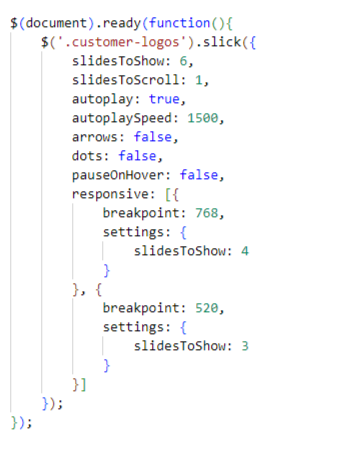 $(document).ready(function(){
    $('.customer-logos').slick({
        slidesToShow: 6,
        slidesToScroll: 1,
        autoplay: true,
        autoplaySpeed: 1500,
        arrows: false,
        dots: false,
        pauseOnHover: false,
        responsive: [{
            breakpoint: 768,
            settings: {
                slidesToShow: 4
            }
        }, {
            breakpoint: 520,
            settings: {
                slidesToShow: 3
            }
        }]
    });
});